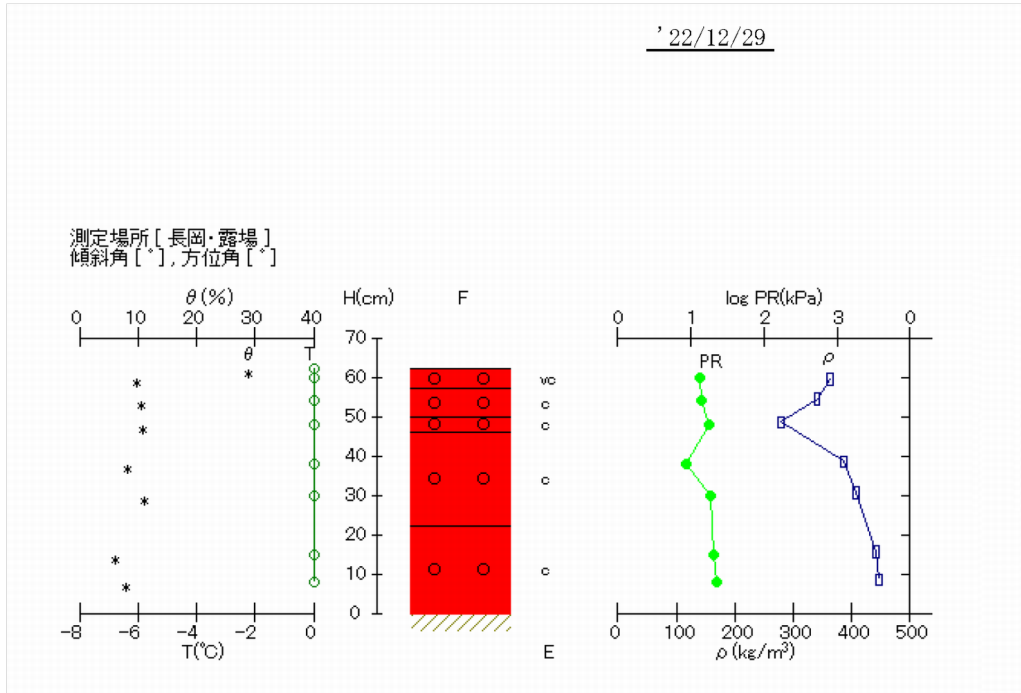 ’22/12/29
測定場所 [ 長岡・露場 ]
傾斜角 [ ° ] , 方位角 [ ° ]
θ (%) H(cm) F log PR(kPa)
0 10 20 30 40 0 1 2 3 0
70
θ T PR ρ
60 vc
50 c
c
40
30 c
20
10 c
0
-8 -6 -4 -2 0 0 100 200 300 400 500
T(℃) E ρ (kg/m³)